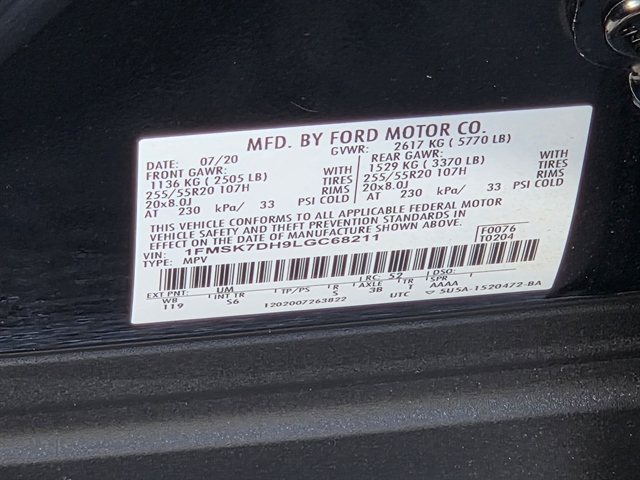 MFD. BY FORD MOTOR CO.
DATE: 07/20 GVWR: 2617 KG ( 5770 LB)
FRONT GAWR: REAR GAWR:
1136 KG ( 2505 LB) WITH 1529 KG ( 3370 LB) WITH
255/55R20 107H TIRES 255/55R20 107H TIRES
20x8.0J RIMS 20x8.0J RIMS
AT 230 kPa/ 33 PSI COLD AT 230 kPa/ 33 PSI COLD
THIS VEHICLE CONFORMS TO ALL APPLICABLE FEDERAL MOTOR
VEHICLE SAFETY AND THEFT PREVENTION STANDARDS IN
EFFECT ON THE DATE OF MANUFACTURE SHOWN ABOVE.
VIN: 1FMSK7DH9LGC68211 F0076
TYPE: MPV T0204
EXT PNT: UM RC: 52 DSO:
WB INT TR TP/PS R AXLE TR SPR
119 S6 S 3B T AAAA
1202007263822 UTC 5U5A-1520472-BA